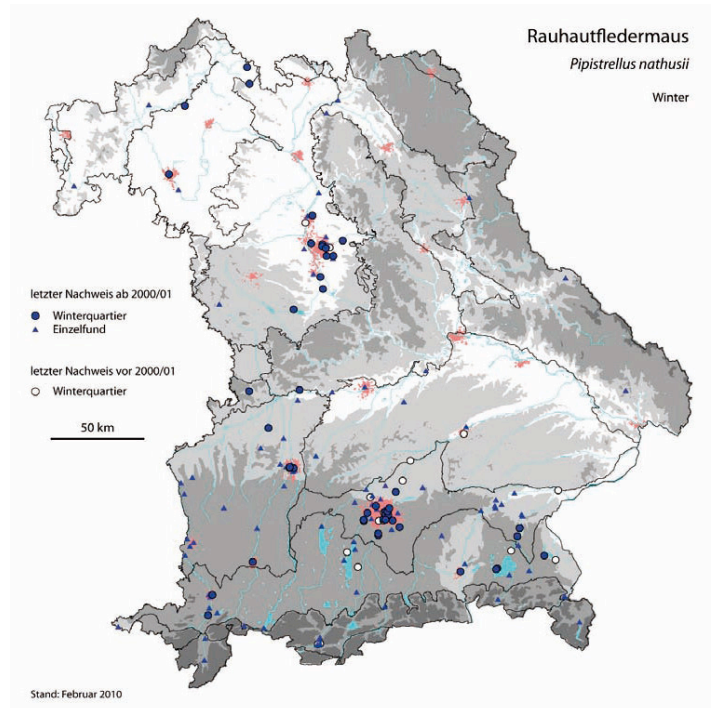 Rauhautfledermaus
Pipistrellus nathusii
Winter
letzter Nachweis ab 2000/01
Winterquartier
Einzelfund
letzter Nachweis vor 2000/01
Winterquartier
50 km
Stand: Februar 2010